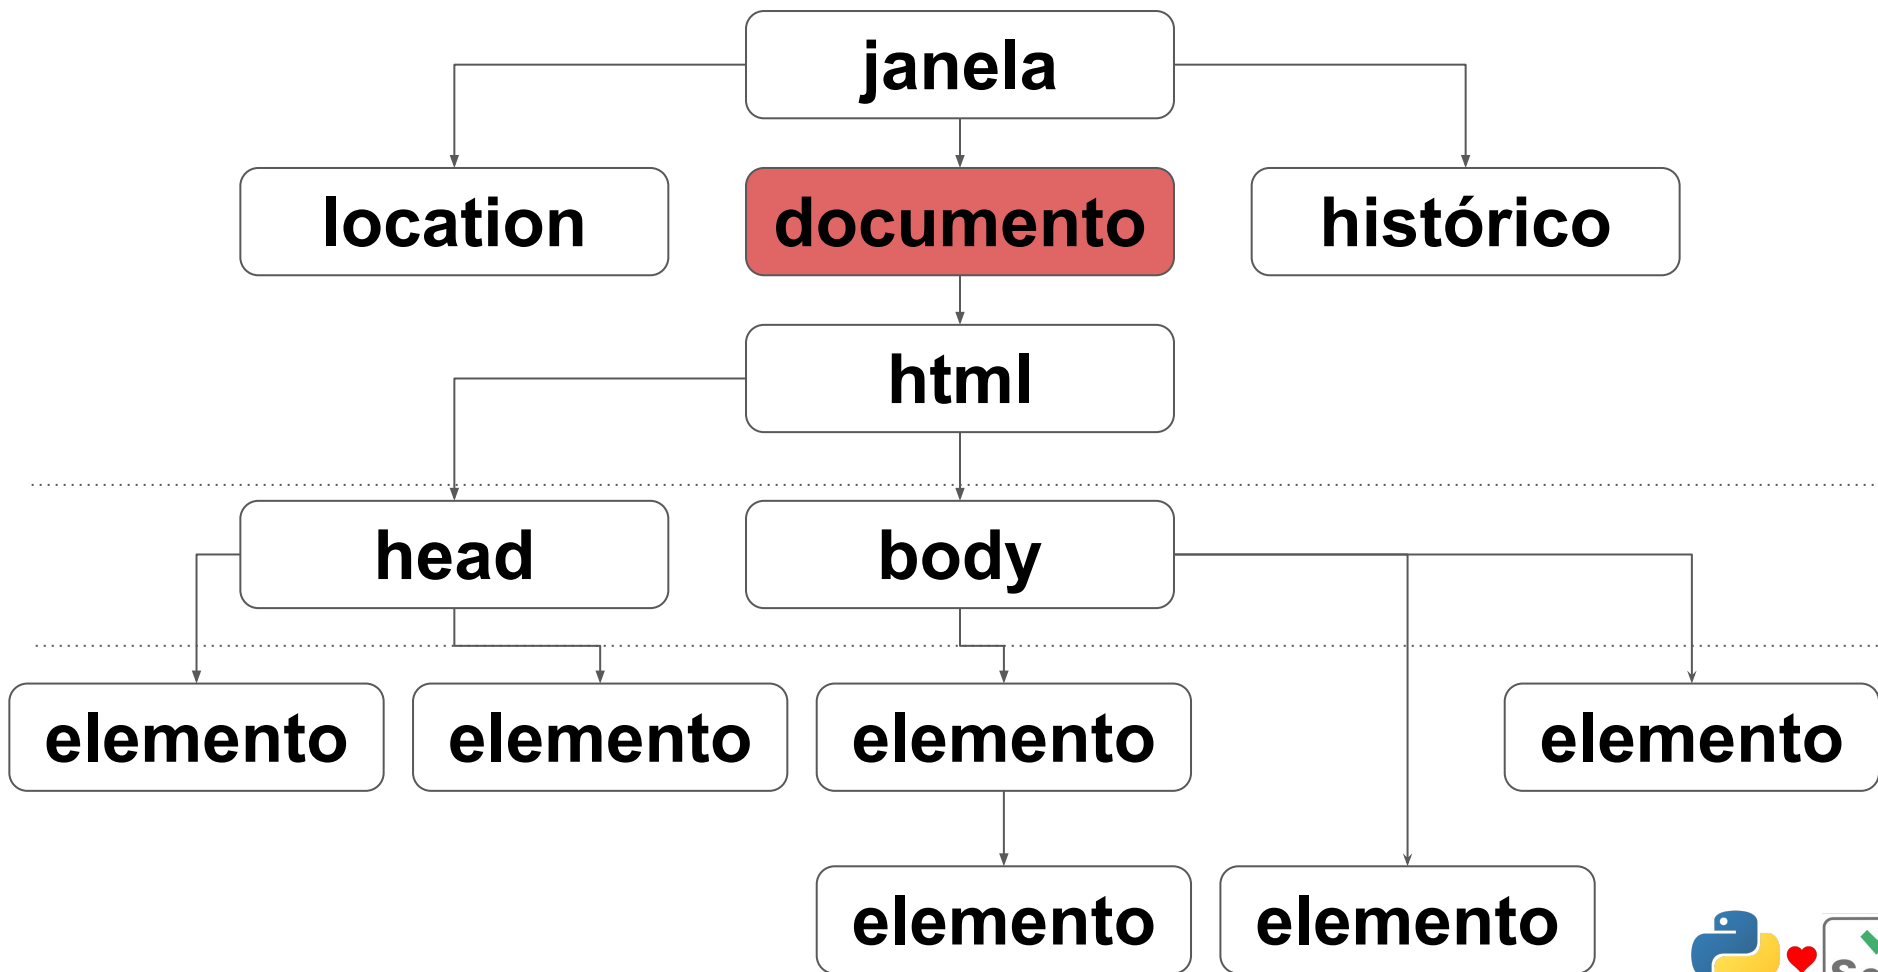 janela
location
documento
histórico
html
head
body
elemento
elemento
elemento
elemento
elemento
elemento